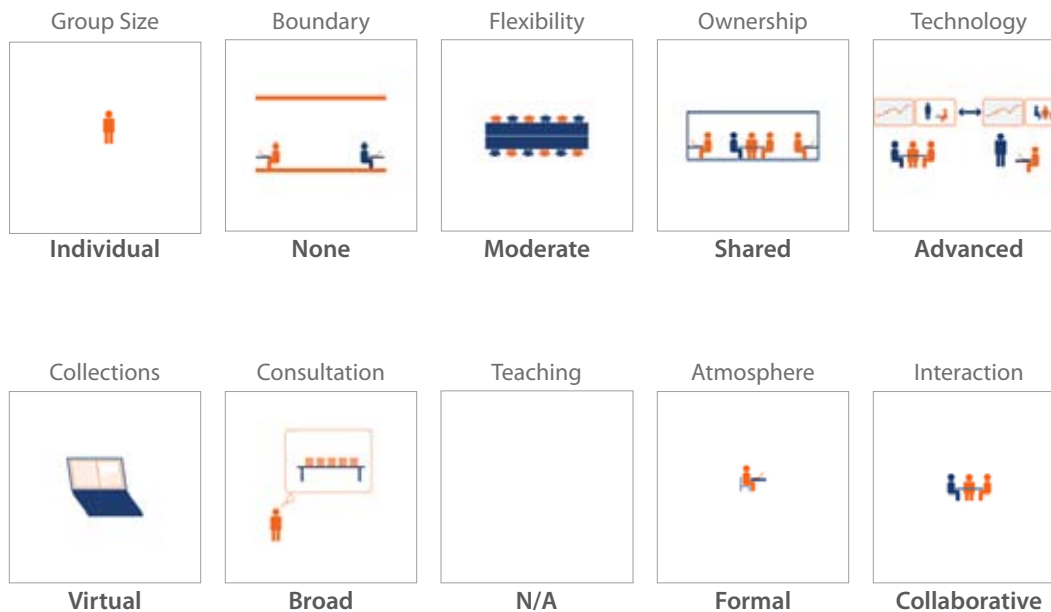 Group Size Boundary Flexibility Ownership Technology
Individual None Moderate Shared Advanced
Collections Consultation Teaching Atmosphere Interaction
Virtual Broad N/A Formal Collaborative